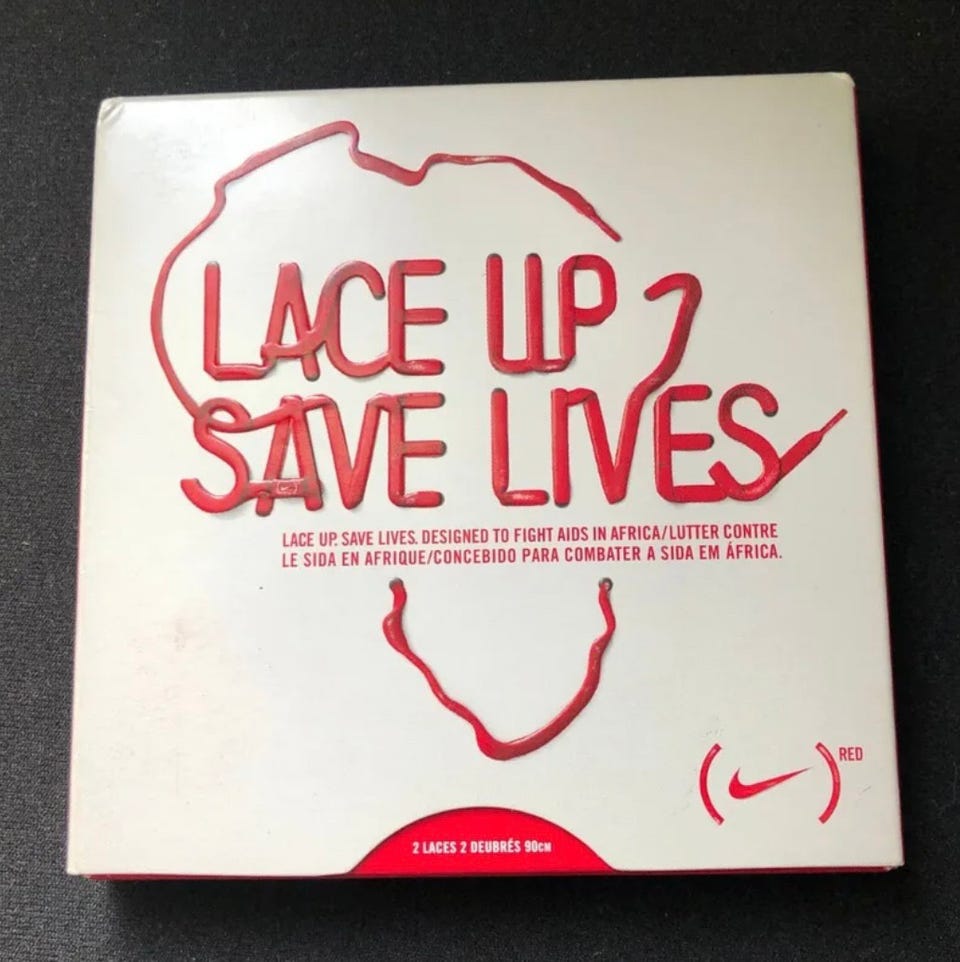 LACE UP
SAVE LIVES
LACE UP. SAVE LIVES. DESIGNED TO FIGHT AIDS IN AFRICA/LUTTER CONTRE
LE SIDA EN AFRIQUE/CONCEBIDO PARA COMBATER A SIDA EM ÁFRICA.
RED
2 LACES 2 DEUBRÉS 90CM